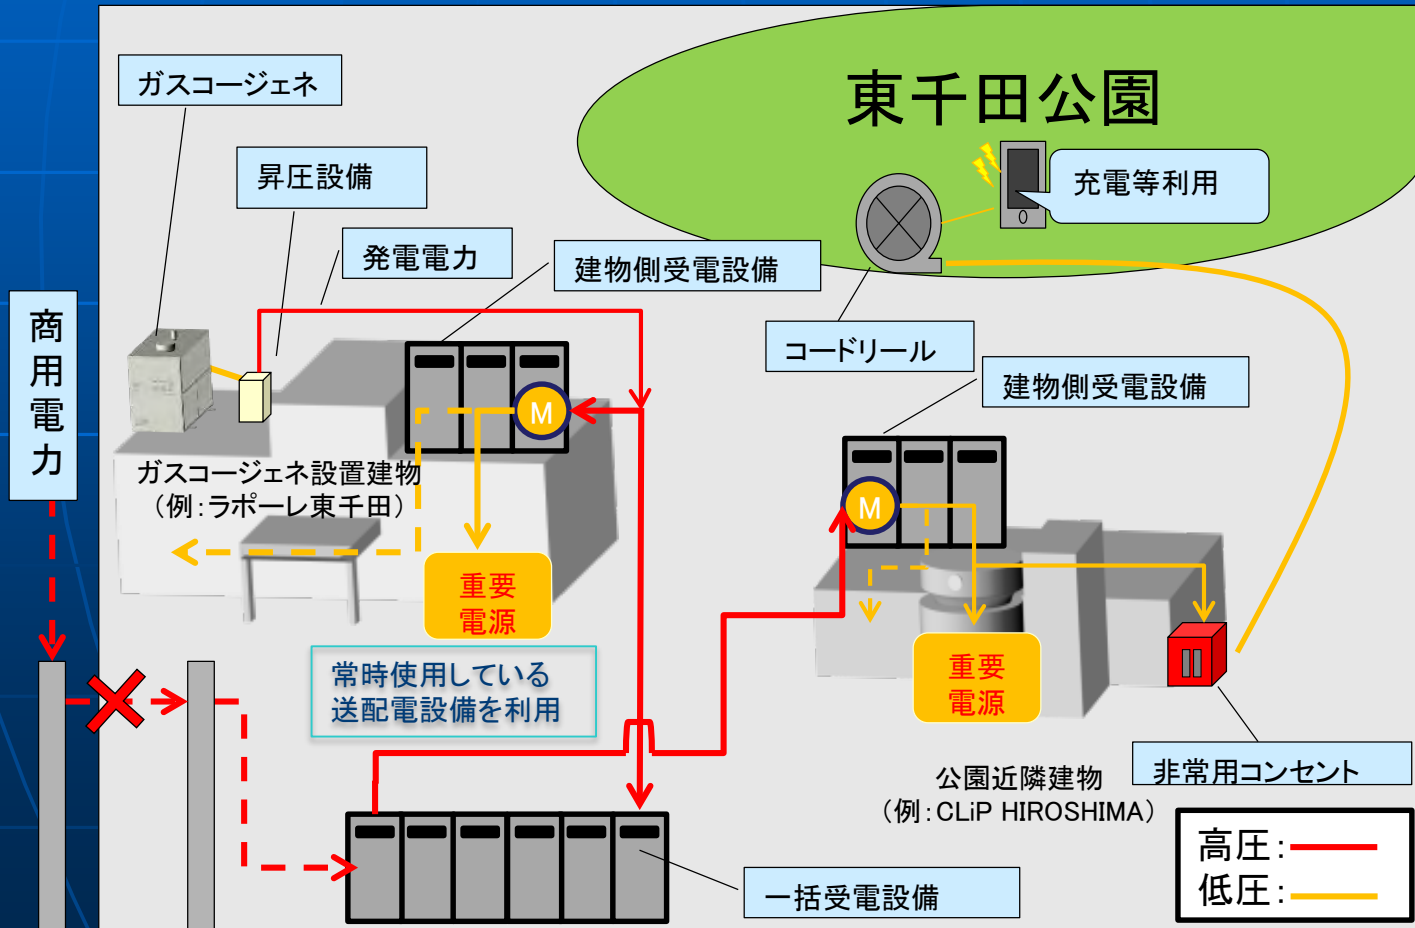 ガスコージェネ
東千田公園
昇圧設備
充電等利用
発電電力
建物側受電設備
商用電力
コードリール
建物側受電設備
M
ガスコージェネ設置建物
（例：ラポーレ東千田）
M
重要
電源
常時使用している
送配電設備を利用
重要
電源
公園近隣建物
（例：CLiP HIROSHIMA）
非常用コンセント
高圧：
低圧：
一括受電設備